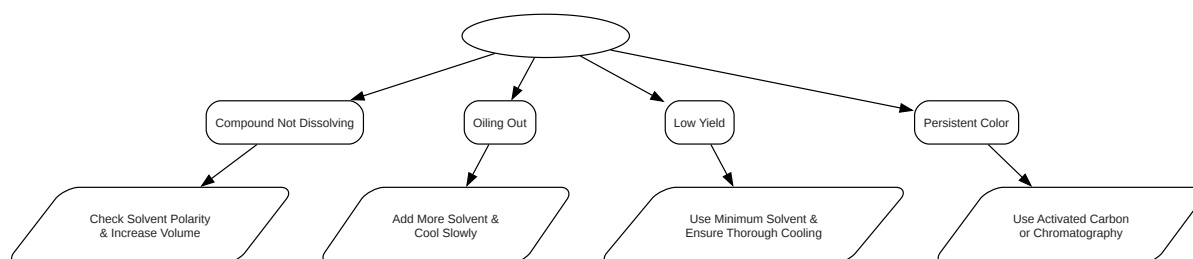 Compound Not Dissolving
Oiling Out
Low Yield
Persistent Color
Check Solvent Polarity
& Increase Volume
Add More Solvent &
Cool Slowly
Use Minimum Solvent &
Ensure Thorough Cooling
Use Activated Carbon
or Chromatography